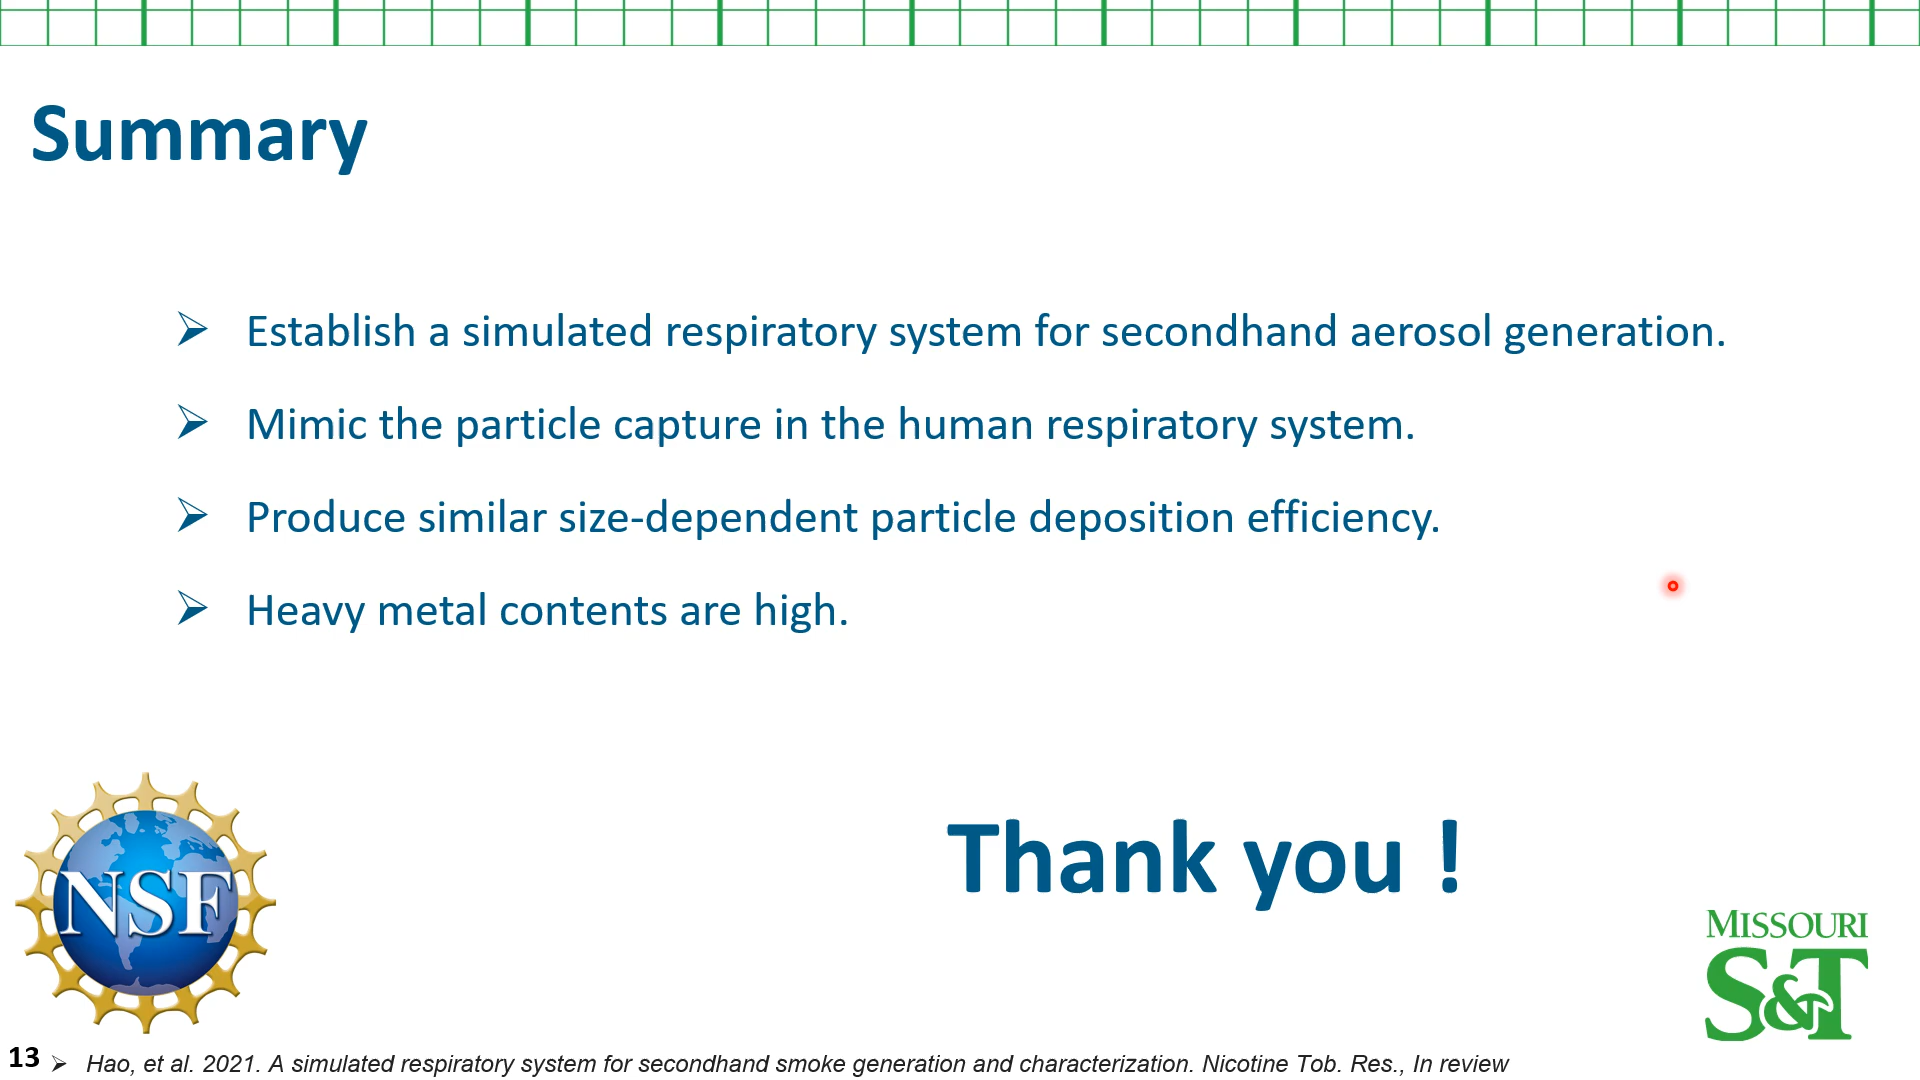 Summary
➢ Establish a simulated respiratory system for secondhand aerosol generation.
➢ Mimic the particle capture in the human respiratory system.
➢ Produce similar size-dependent particle deposition efficiency.
➢ Heavy metal contents are high.
Thank you !
NSF
MISSOURI
S&T
13 ➢ Hao, et al. 2021. A simulated respiratory system for secondhand smoke generation and characterization. Nicotine Tob. Res., In review